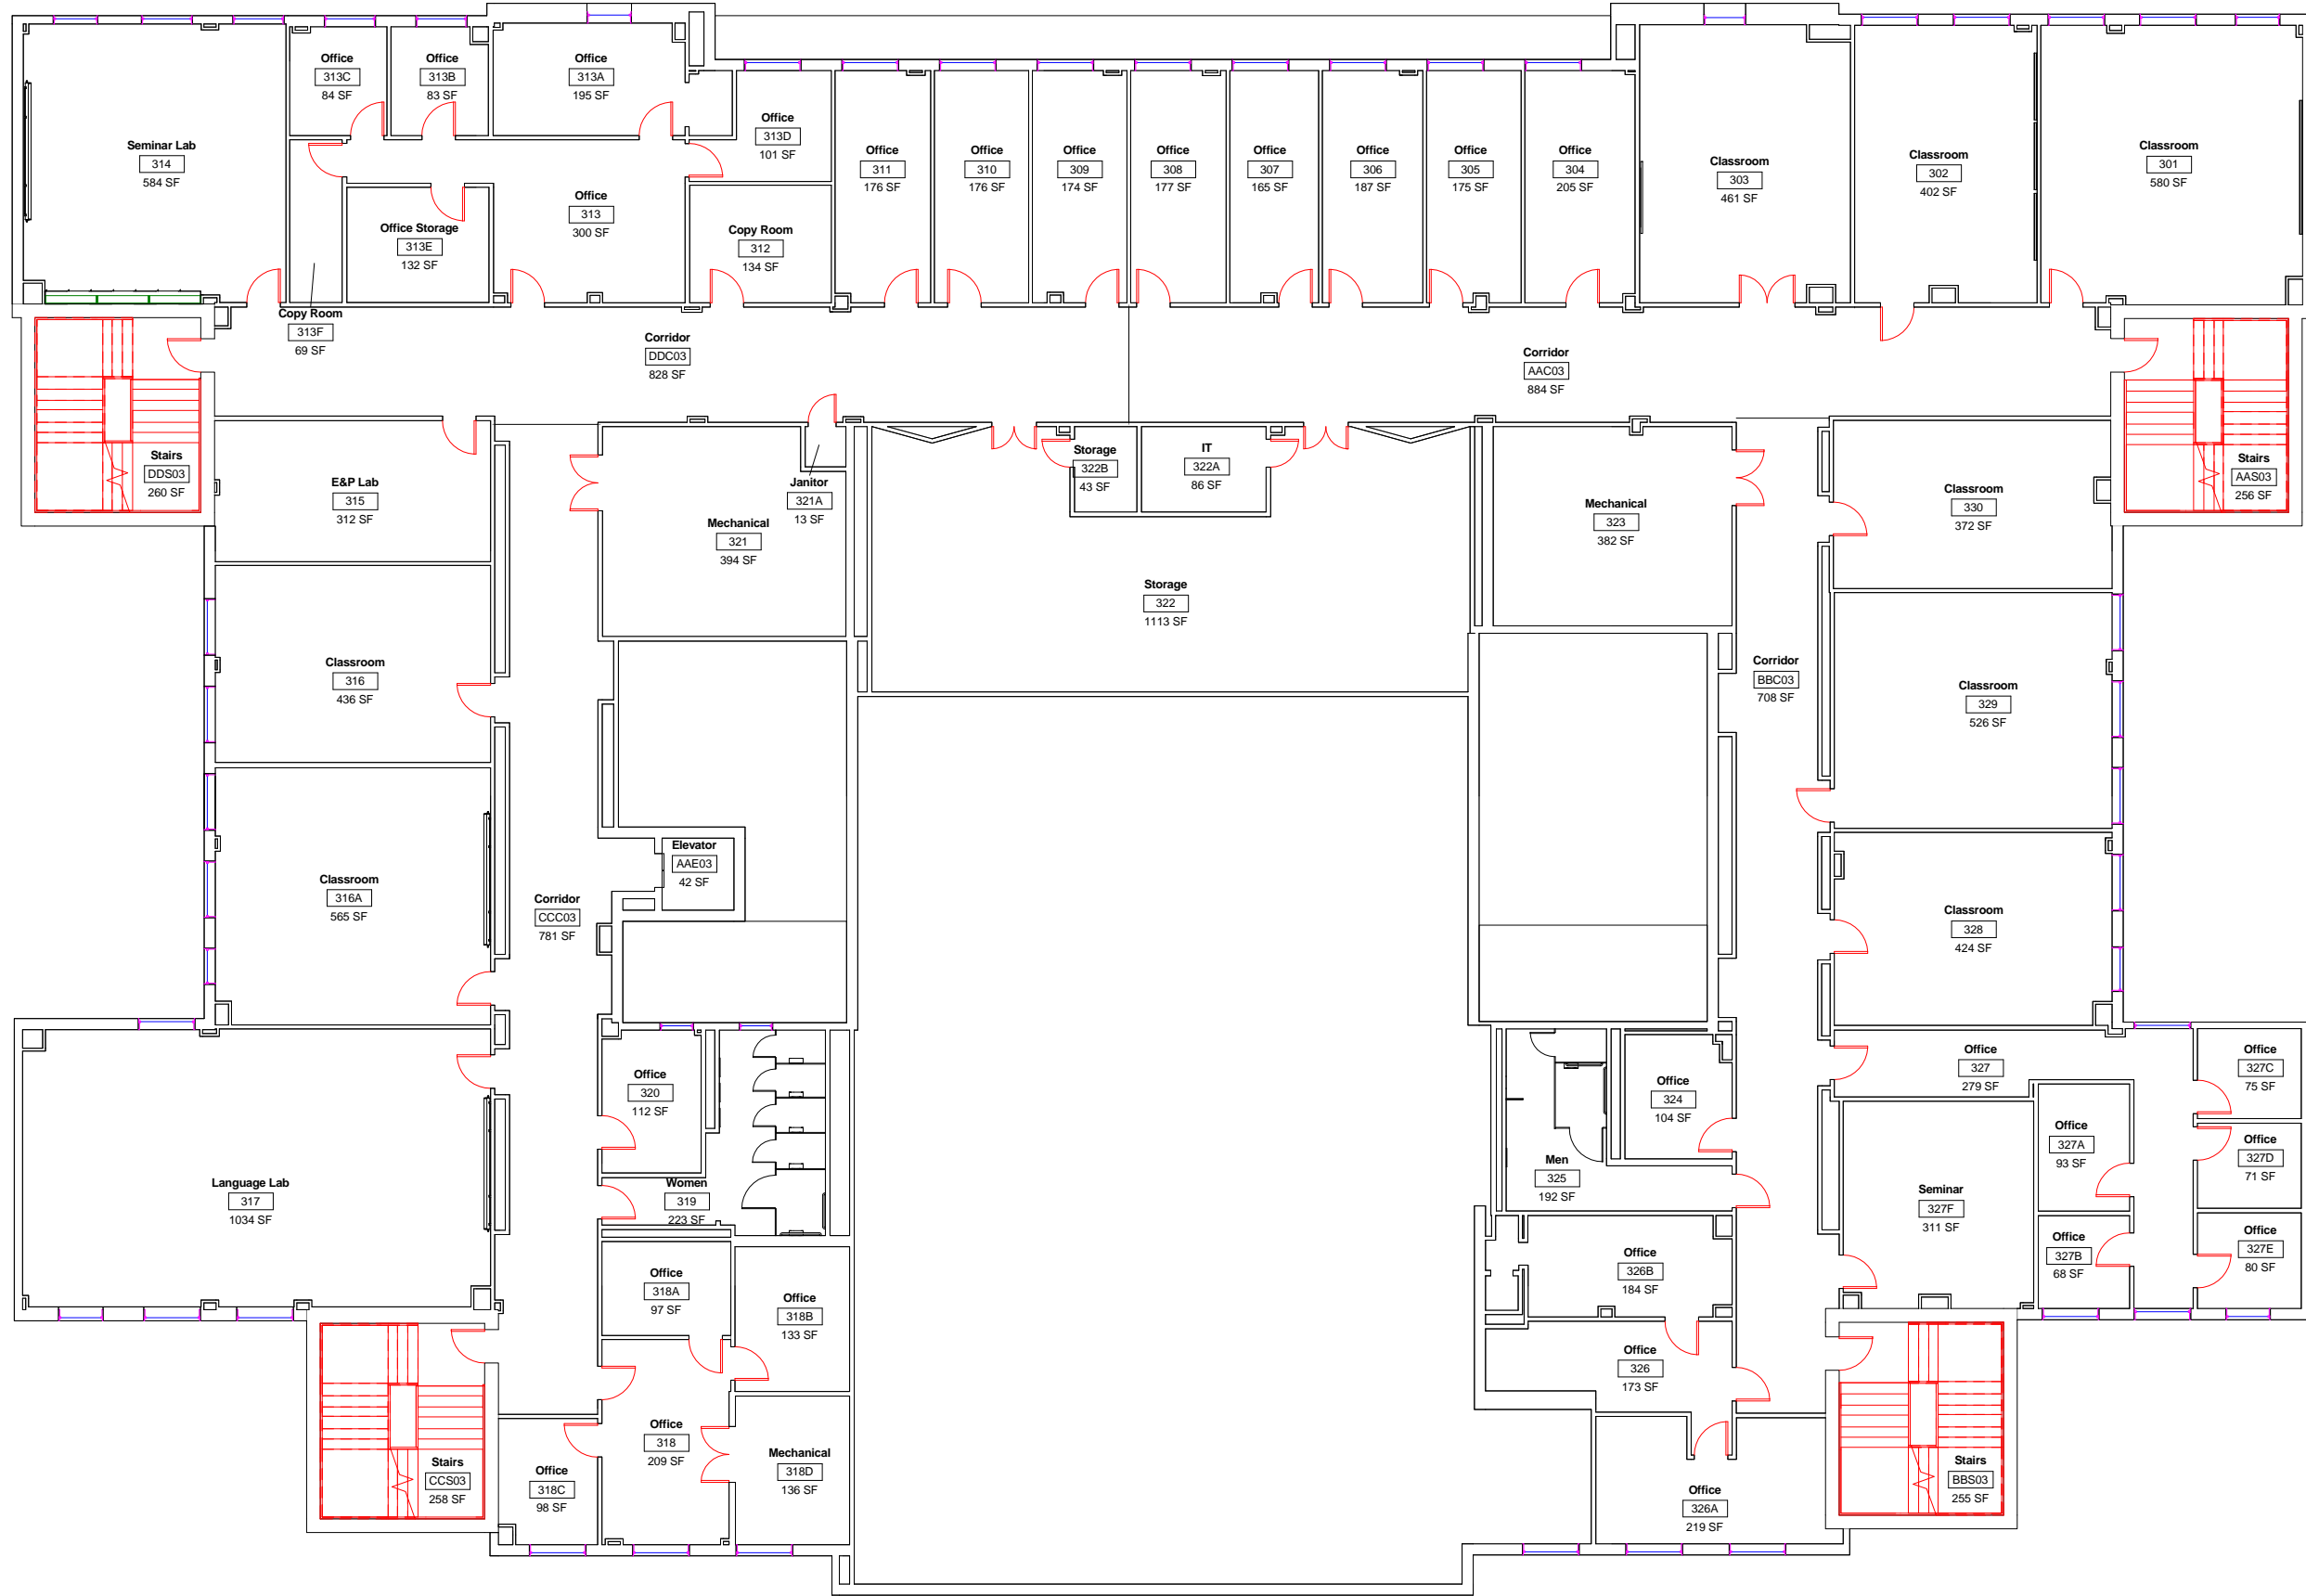 Office
313C
84 SF
Office
313B
83 SF
Office
313A
195 SF
Office
313D
101 SF
Seminar Lab
314
584 SF
Office
311
176 SF
Office
310
176 SF
Office
309
174 SF
Office
308
177 SF
Office
307
165 SF
Office
306
187 SF
Office
305
175 SF
Office
304
205 SF
Classroom
303
461 SF
Classroom
302
402 SF
Classroom
301
580 SF
Office Storage
313E
132 SF
Office
313
300 SF
Copy Room
312
134 SF
Copy Room
313F
69 SF
Corridor
DDC03
828 SF
Corridor
AAC03
884 SF
Stairs
DDS03
260 SF
E&P Lab
315
312 SF
Mechanical
321
394 SF
Janitor
321A
13 SF
Storage
322B
43 SF
IT
322A
86 SF
Mechanical
323
382 SF
Classroom
330
372 SF
Stairs
AAS03
256 SF
Storage
322
1113 SF
Classroom
316
436 SF
Corridor
BBC03
708 SF
Classroom
329
526 SF
Classroom
316A
565 SF
Corridor
CCC03
781 SF
Elevator
AAE03
42 SF
Classroom
328
424 SF
Language Lab
317
1034 SF
Office
320
112 SF
Women
319
223 SF
Men
325
192 SF
Office
324
104 SF
Office
327
279 SF
Office
327C
75 SF
Office
327A
93 SF
Office
327D
71 SF
Seminar
327F
311 SF
Office
327B
68 SF
Office
327E
80 SF
Office
318A
97 SF
Office
318B
133 SF
Office
326B
184 SF
Office
326
173 SF
Stairs
CCS03
258 SF
Office
318C
98 SF
Office
318
209 SF
Mechanical
318D
136 SF
Office
326A
219 SF
Stairs
BBS03
255 SF